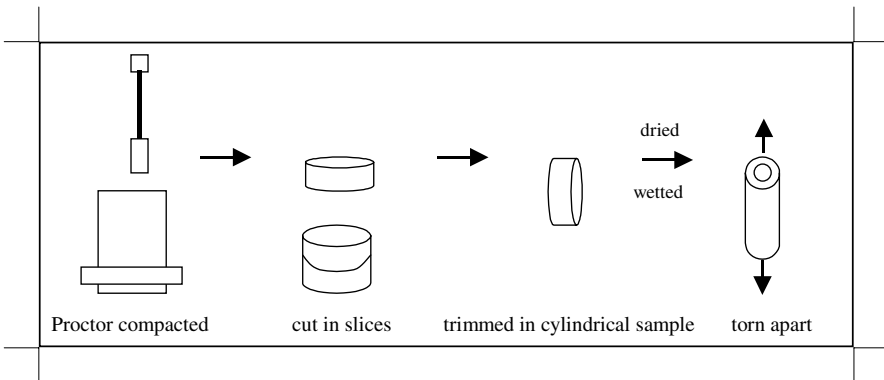 dried
wetted
Proctor compacted
cut in slices
trimmed in cylindrical sample
torn apart